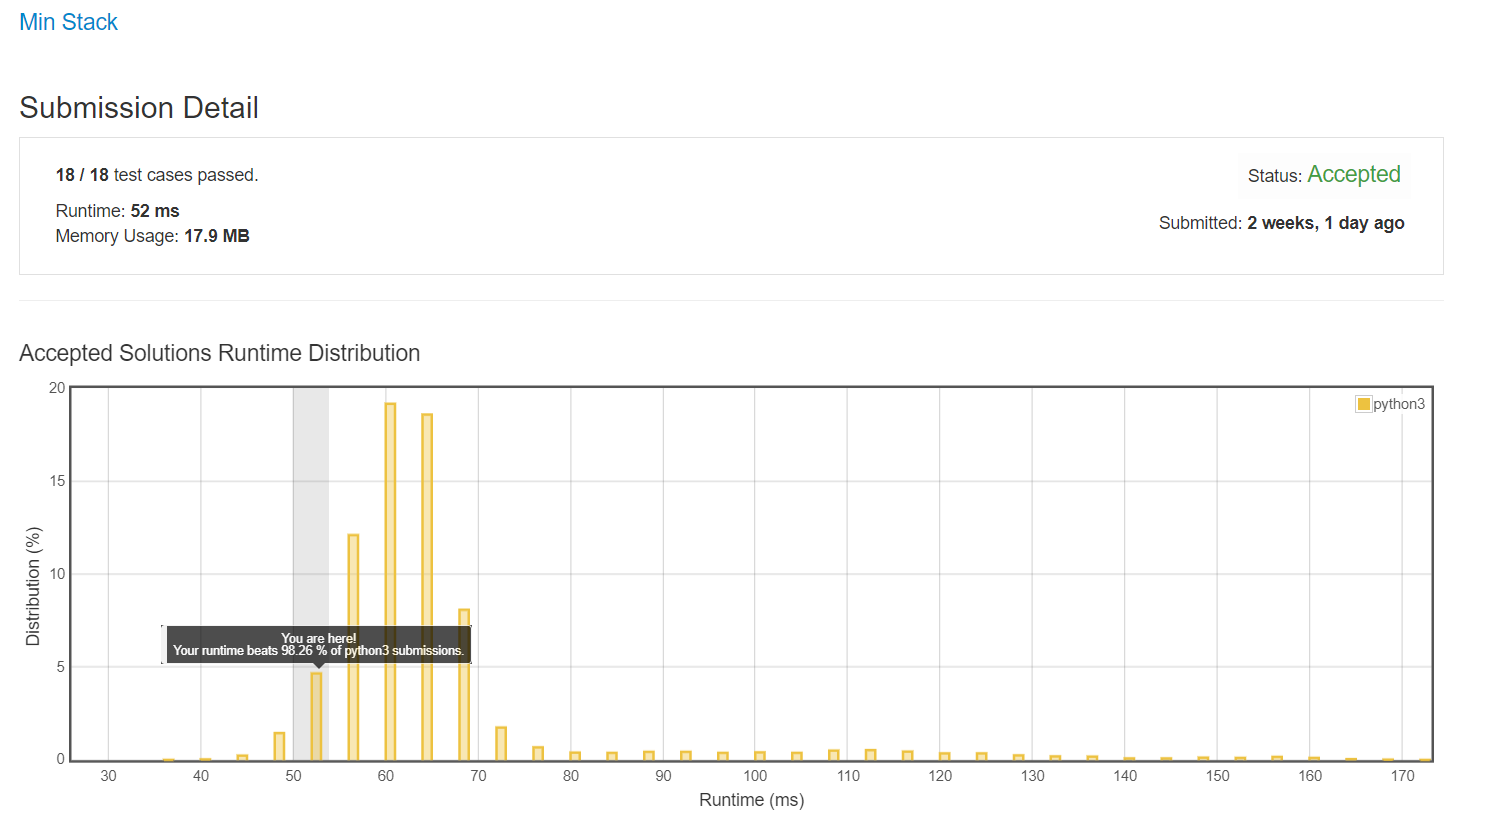 Min Stack
Submission Detail
18 / 18 test cases passed.
Status: Accepted
Runtime: 52 ms
Memory Usage: 17.9 MB
Submitted: 2 weeks, 1 day ago
Accepted Solutions Runtime Distribution
20
15
10
5
0
Distribution (%)
python3
You are here!
Your runtime beats 98.26 % of python3 submissions.
30 40 50 60 70 80 90 100 110 120 130 140 150 160 170
Runtime (ms)